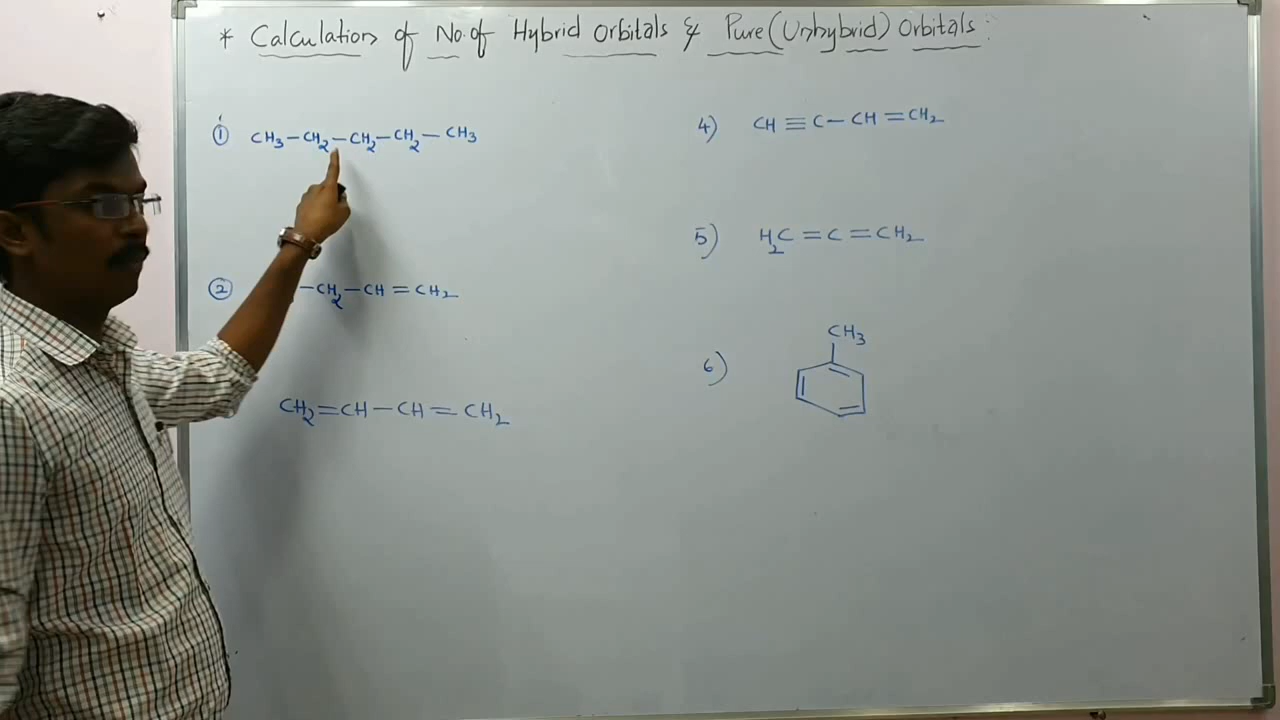 * Calculation of No. of Hybrid Orbitals & Pure (Unhybrid) Orbitals:
① CH3-CH2-CH2-CH2-CH3
② -CH2-CH=CH2
CH2=CH-CH=CH2
4) CH≡C-CH=CH2
5) H2C=C=CH2
6) CH3